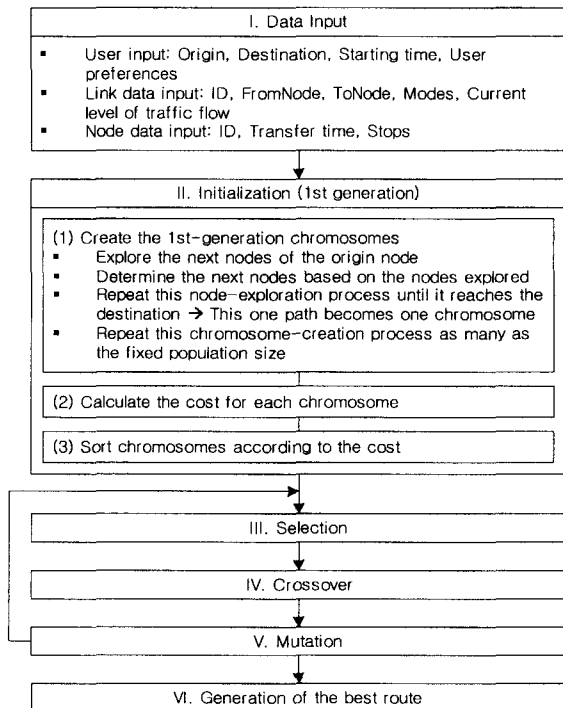 I. Data Input
▪ User input: Origin, Destination, Starting time, User
preferences
▪ Link data input: ID, FromNode, ToNode, Modes, Current
level of traffic flow
▪ Node data input: ID, Transfer time, Stops
II. Initialization (1st generation)
(1) Create the 1st-generation chromosomes
▪ Explore the next nodes of the origin node
▪ Determine the next nodes based on the nodes explored
▪ Repeat this node-exploration process until it reaches the
destination → This one path becomes one chromosome
▪ Repeat this chromosome-creation process as many as
the fixed population size
(2) Calculate the cost for each chromosome
(3) Sort chromosomes according to the cost
III. Selection
IV. Crossover
V. Mutation
VI. Generation of the best route